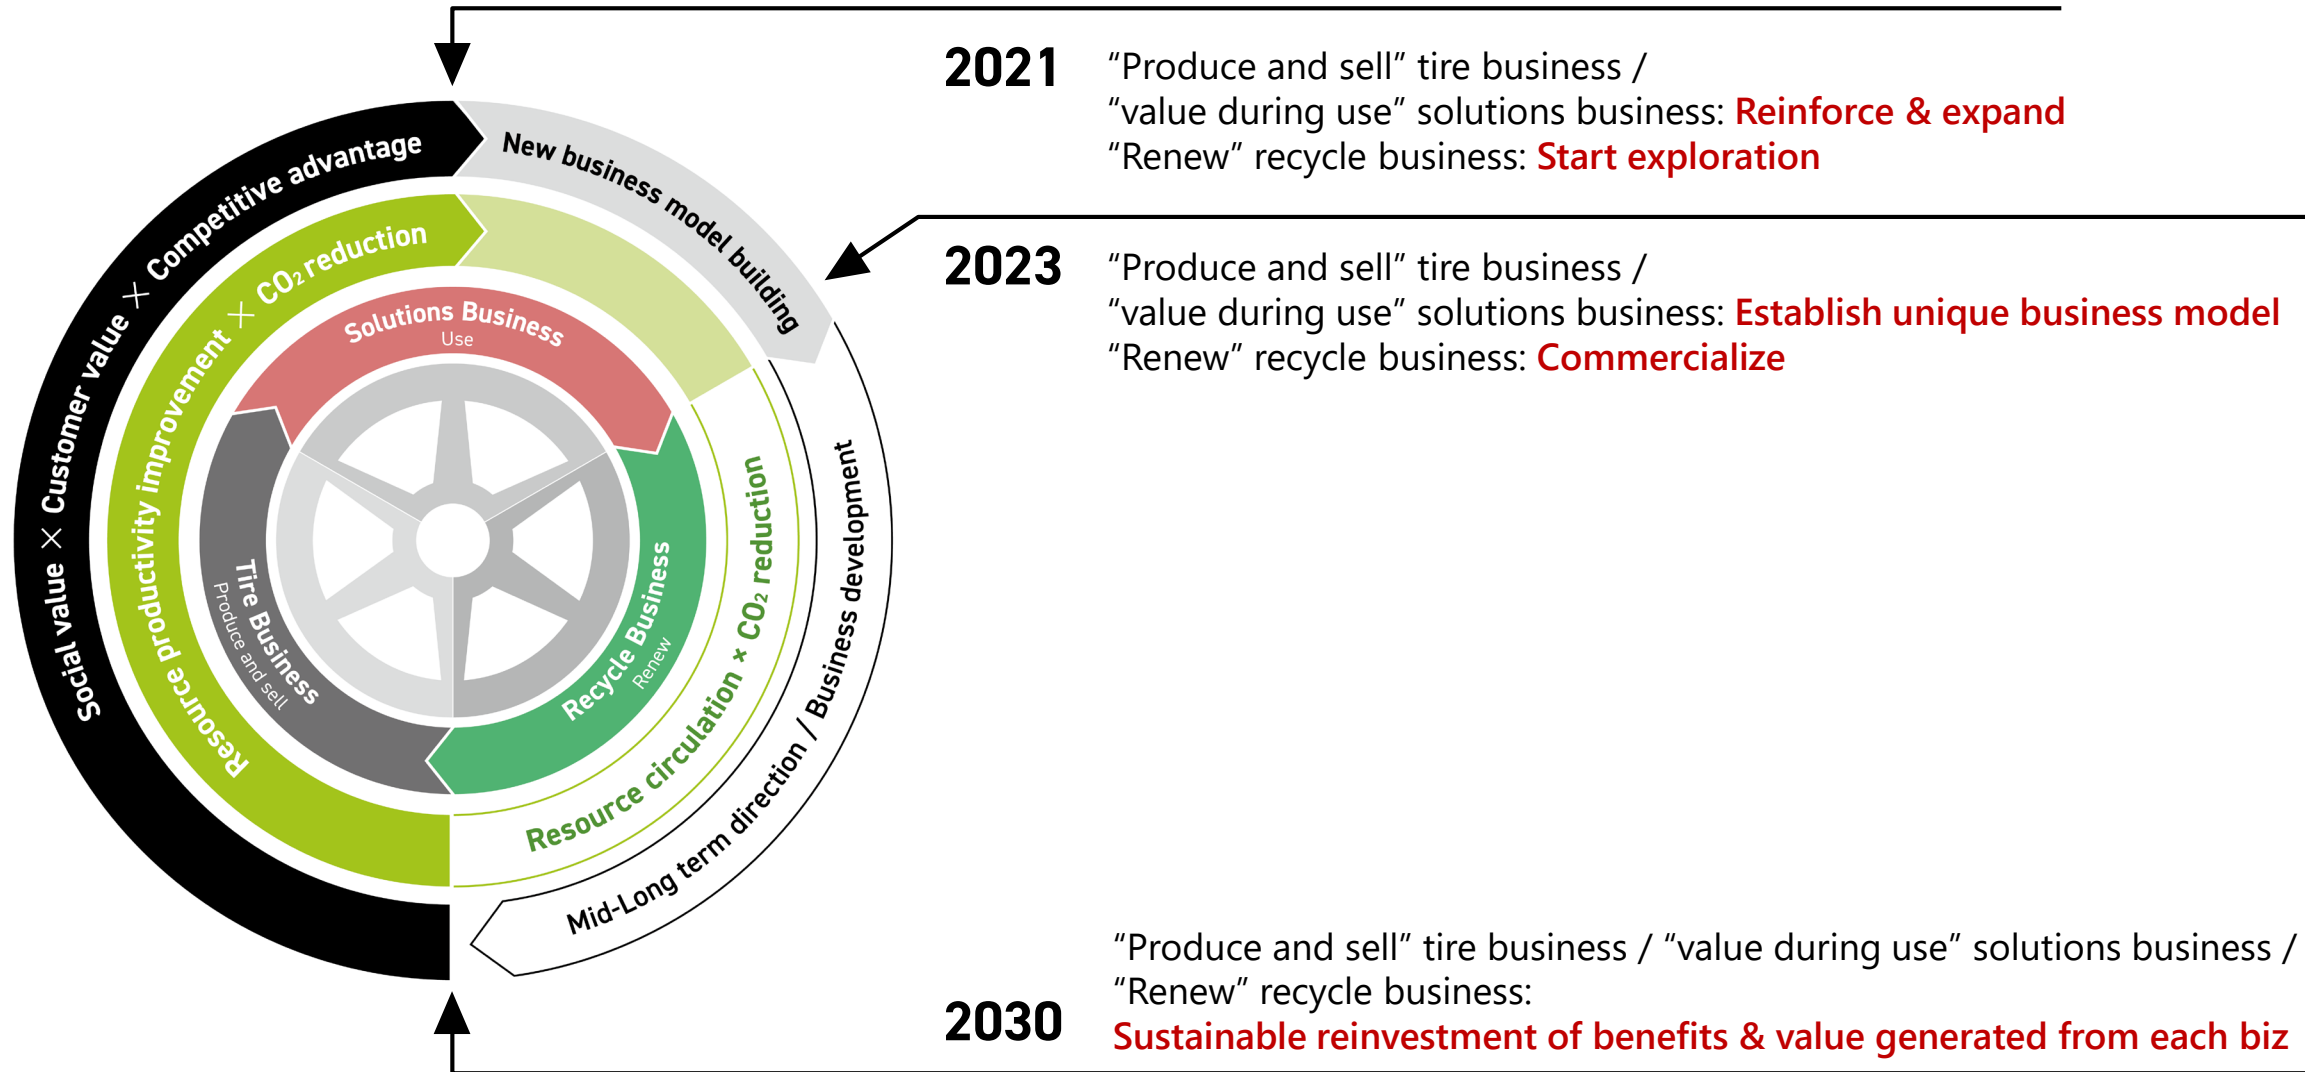 Social value × Customer value × Competitive advantage
New business model building
Mid-Long term direction / Business development
Resource productivity improvement × CO₂ reduction
Resource circulation × CO₂ reduction
Solutions Business
Use
Recycle Business
Renew
Tire Business
Produce and sell
2021
“Produce and sell” tire business /
“value during use” solutions business: Reinforce & expand
“Renew” recycle business: Start exploration
2023
“Produce and sell” tire business /
“value during use” solutions business: Establish unique business model
“Renew” recycle business: Commercialize
2030
“Produce and sell” tire business / “value during use” solutions business /
“Renew” recycle business:
Sustainable reinvestment of benefits & value generated from each biz